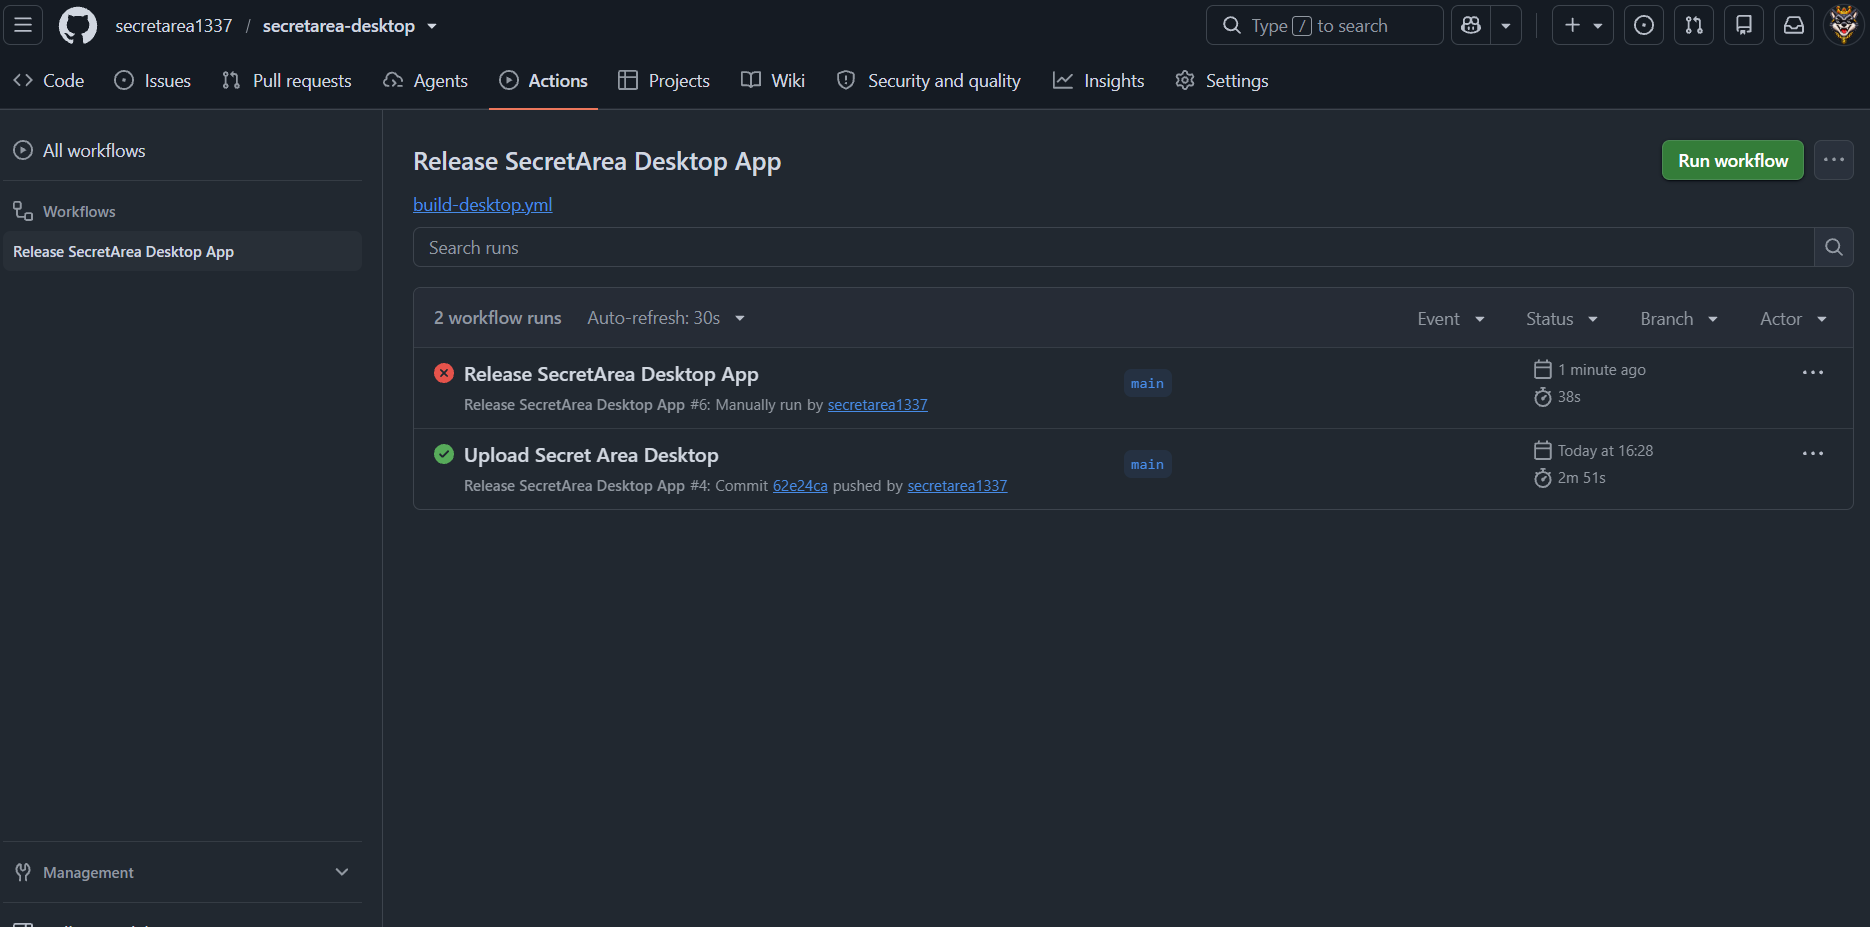 secretarea1337 / secretarea-desktop
Type / to search
Code Issues Pull requests Agents Actions Projects Wiki Security and quality Insights Settings
All workflows
Workflows
Release SecretArea Desktop App
Management
Release SecretArea Desktop App
Run workflow
build-desktop.yml
Search runs
2 workflow runs Auto-refresh: 30s Event Status Branch Actor
Release SecretArea Desktop App
Release SecretArea Desktop App #6: Manually run by secretarea1337
main
1 minute ago
38s
Upload Secret Area Desktop
Release SecretArea Desktop App #4: Commit 62e24ca pushed by secretarea1337
main
Today at 16:28
2m 51s